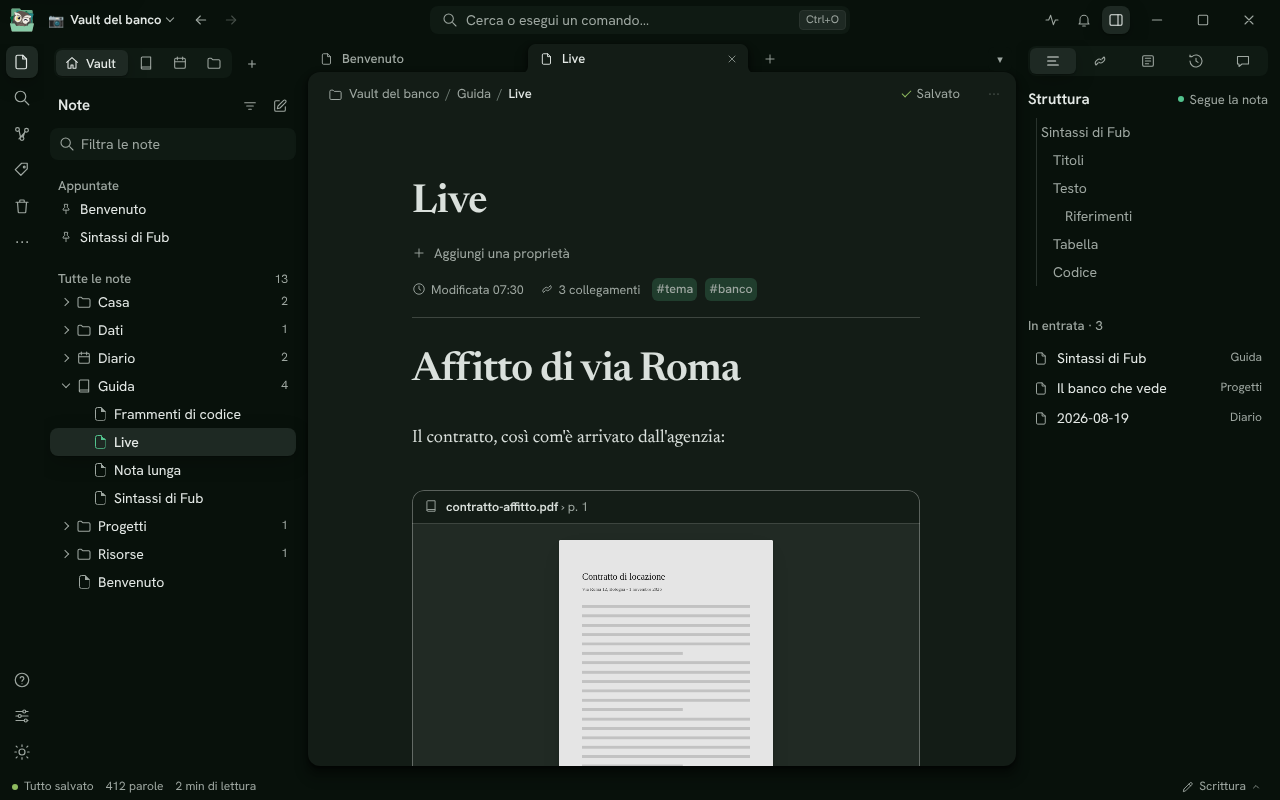 Vault del banco
Cerca o esegui un comando…
Ctrl+O
Vault
Note
Filtra le note
Appuntate
Benvenuto
Sintassi di Fub
Tutte le note 13
Casa 2
Dati 1
Diario 2
Guida 4
Frammenti di codice
Live
Nota lunga
Sintassi di Fub
Progetti 1
Risorse 1
Benvenuto
Benvenuto
Live
Vault del banco / Guida / Live
Salvato
Live
Aggiungi una proprietà
Modificata 07:30 3 collegamenti #tema #banco
Affitto di via Roma
Il contratto, così com'è arrivato dall'agenzia:
contratto-affitto.pdf › p. 1
Contratto di locazione
Struttura
Segue la nota
Sintassi di Fub
Titoli
Testo
Riferimenti
Tabella
Codice
In entrata · 3
Sintassi di Fub Guida
Il banco che vede Progetti
2026-08-19 Diario
Tutto salvato 412 parole 2 min di lettura
Scrittura